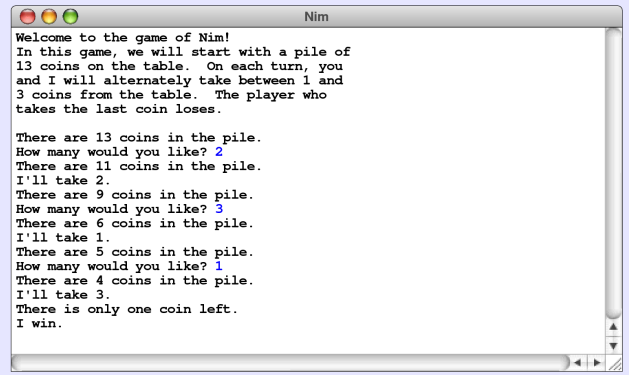 Nim
Welcome to the game of Nim!
In this game, we will start with a pile of
13 coins on the table.  On each turn, you
and I will alternately take between 1 and
3 coins from the table.  The player who
takes the last coin loses.

There are 13 coins in the pile.
How many would you like? 2
There are 11 coins in the pile.
I'll take 2.
There are 9 coins in the pile.
How many would you like? 3
There are 6 coins in the pile.
I'll take 1.
There are 5 coins in the pile.
How many would you like? 1
There are 4 coins in the pile.
I'll take 3.
There is only one coin left.
I win.